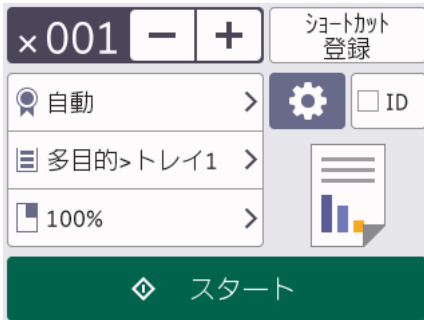 ×001 − +
ショートカット
登録
自動 >
ID
多目的>トレイ1 >
100% >
スタート